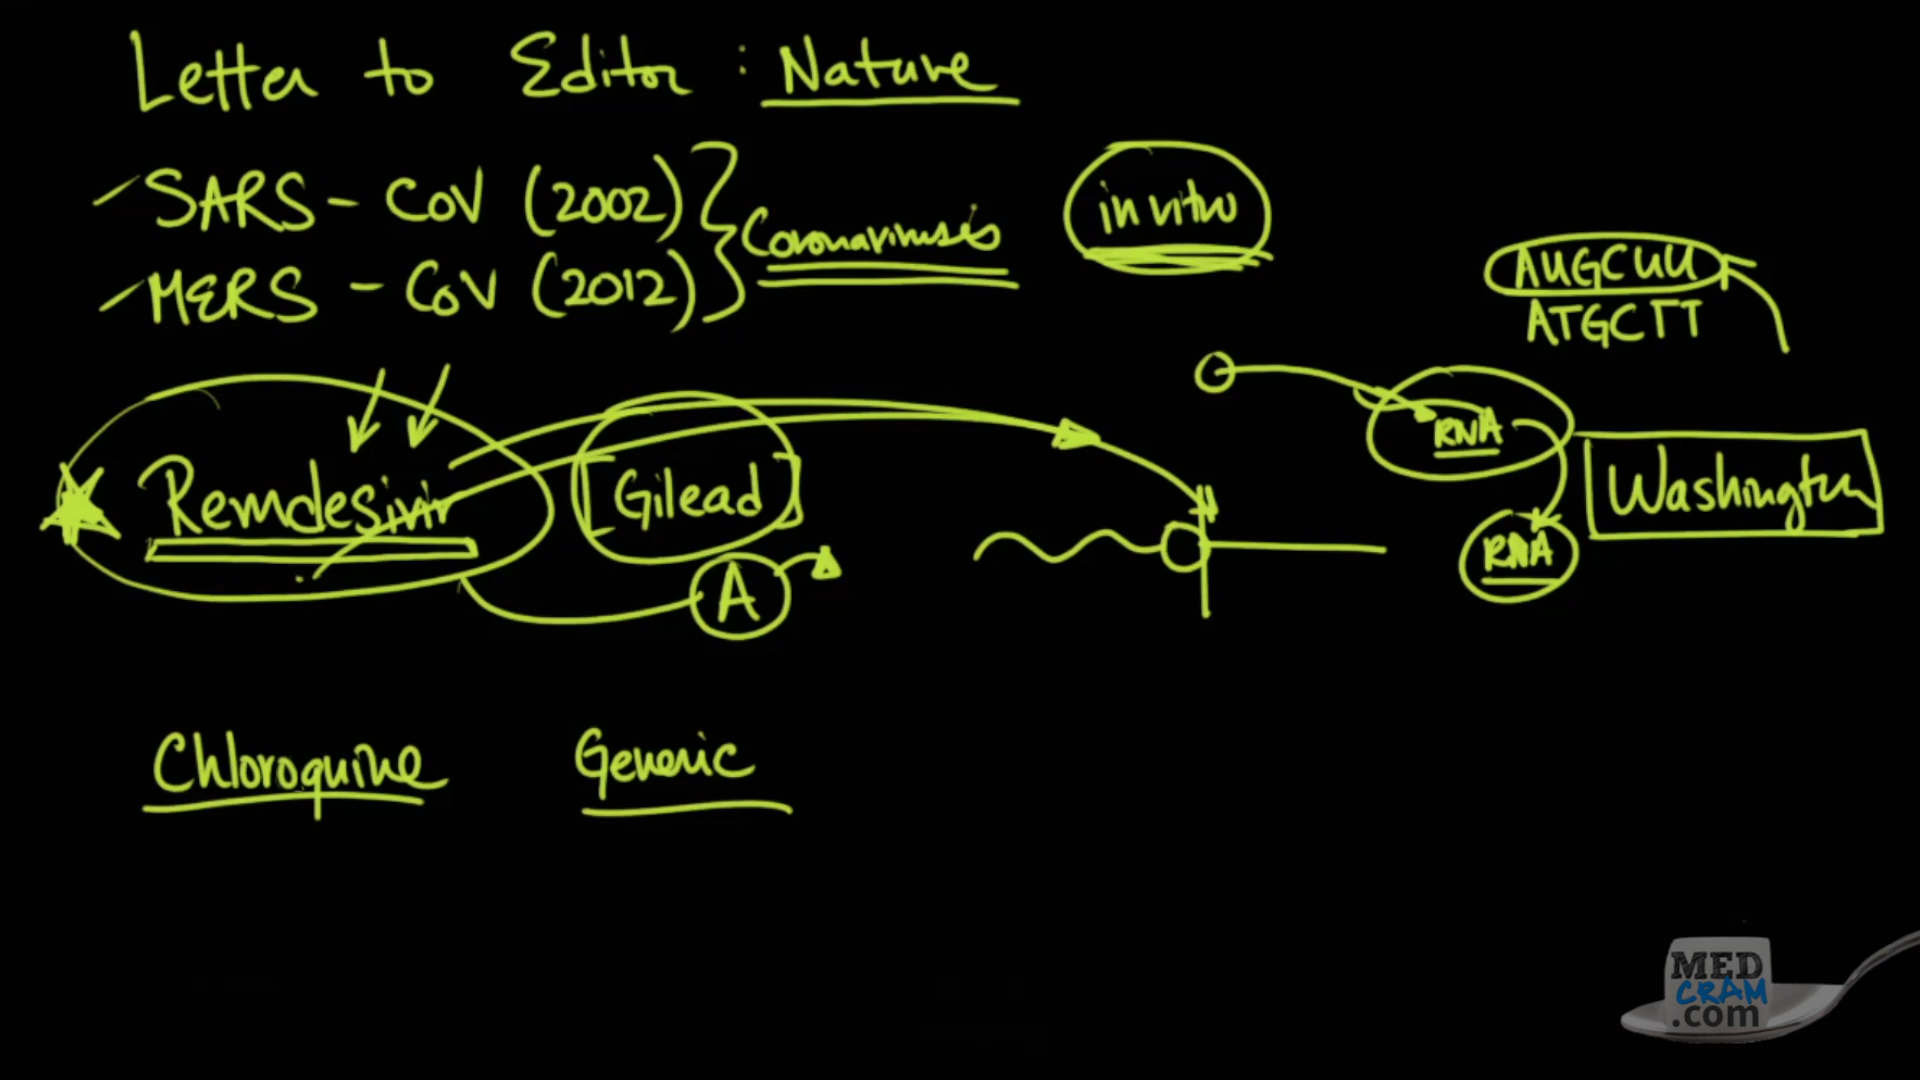 Letter to Editor : Nature
SARS - CoV (2002)
MERS - CoV (2012)
Coronaviruses
in vitro
AUGCUU
ATGCTT
RNA
Remdesivir
Gilead
Washington
RNA
A
Chloroquine
Generic
MED
CRAM
.com